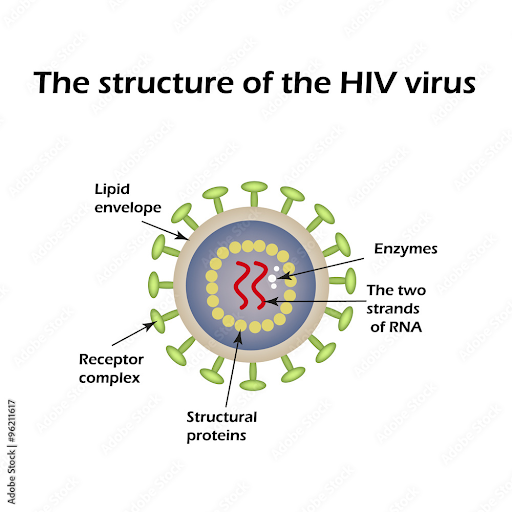 The structure of the HIV virus
Lipid
envelope
Enzymes
The two
strands
of RNA
Receptor
complex
Structural
proteins
Adobe Stock | #96211617